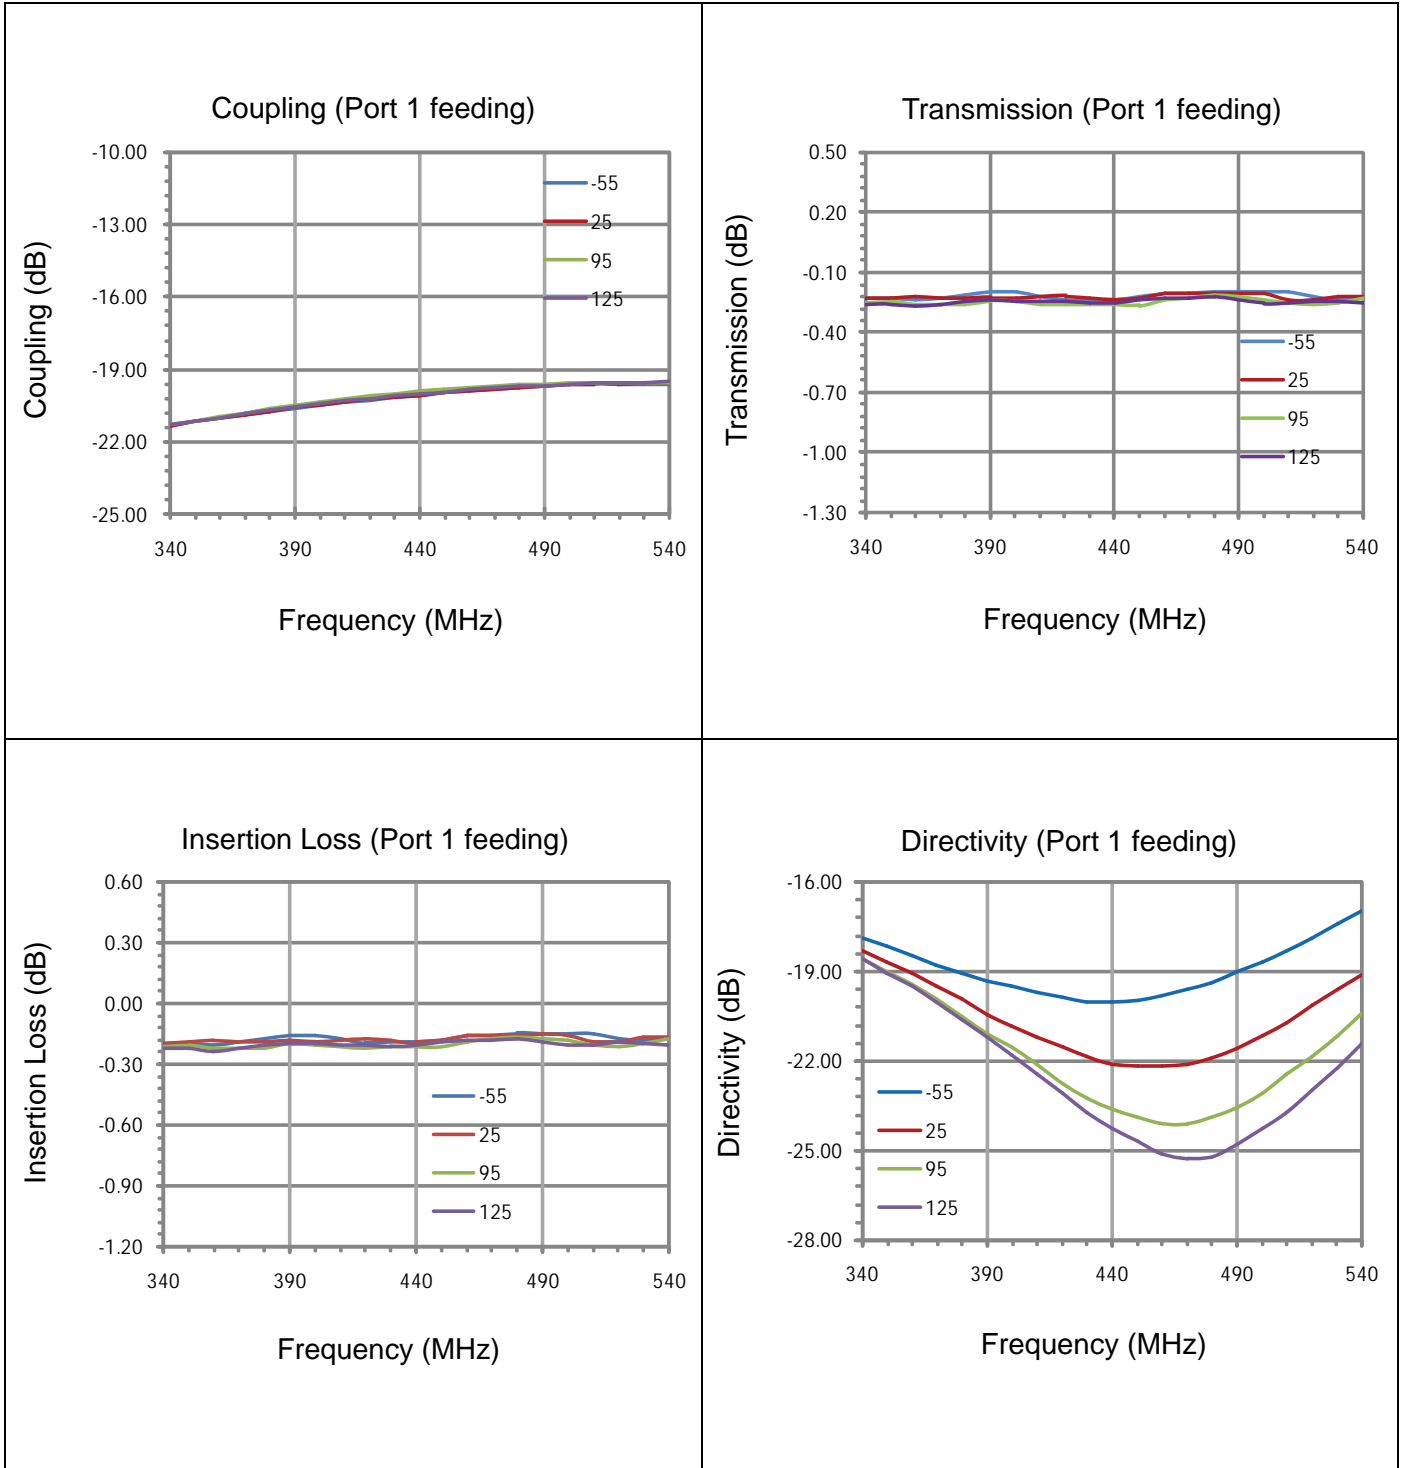 Coupling (Port 1 feeding)
Coupling (dB)
-10.00
-13.00
-16.00
-19.00
-22.00
-25.00
-55
25
95
125
340 390 440 490 540
Frequency (MHz)
Transmission (Port 1 feeding)
Transmission (dB)
0.50
0.20
-0.10
-0.40
-0.70
-1.00
-1.30
-55
25
95
125
340 390 440 490 540
Frequency (MHz)
Insertion Loss (Port 1 feeding)
Insertion Loss (dB)
0.60
0.30
0.00
-0.30
-0.60
-0.90
-1.20
-55
25
95
125
340 390 440 490 540
Frequency (MHz)
Directivity (Port 1 feeding)
Directivity (dB)
-16.00
-19.00
-22.00
-25.00
-28.00
-55
25
95
125
340 390 440 490 540
Frequency (MHz)